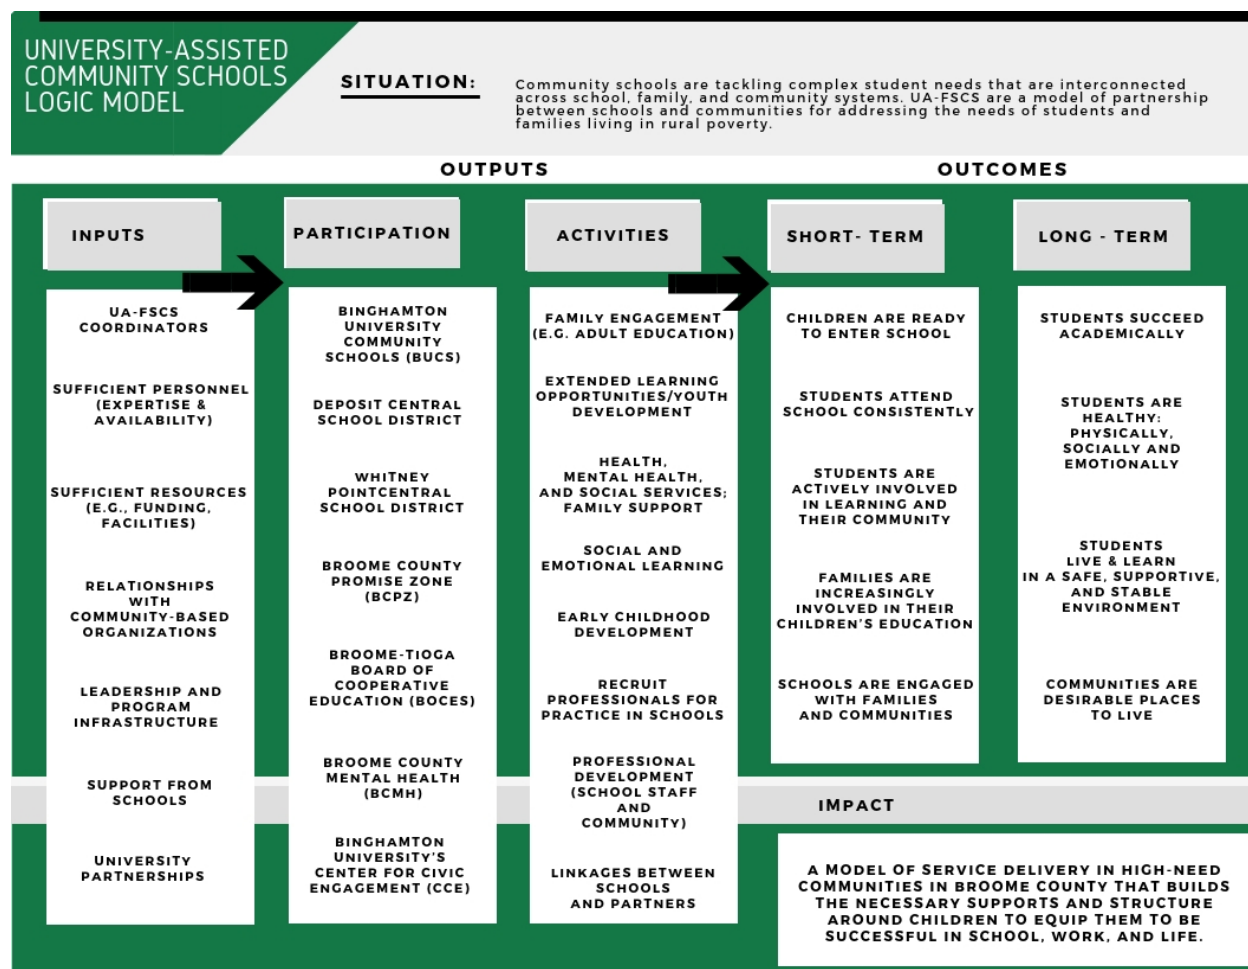 UNIVERSITY-ASSISTED
COMMUNITY SCHOOLS
LOGIC MODEL
SITUATION:
Community schools are tackling complex student needs that are interconnected
across school, family, and community systems. UA-FSCS are a model of partnership
between schools and communities for addressing the needs of students and
families living in rural poverty.
OUTPUTS
OUTCOMES
INPUTS
UA-FSCS
COORDINATORS
SUFFICIENT PERSONNEL
(EXPERTISE &
AVAILABILITY)
SUFFICIENT RESOURCES
(E.G., FUNDING,
FACILITIES)
RELATIONSHIPS
WITH
COMMUNITY-BASED
ORGANIZATIONS
LEADERSHIP AND
PROGRAM
INFRASTRUCTURE
SUPPORT FROM
SCHOOLS
UNIVERSITY
PARTNERSHIPS
PARTICIPATION
BINGHAMTON
UNIVERSITY
COMMUNITY
SCHOOLS (BUCS)
DEPOSIT CENTRAL
SCHOOL DISTRICT
WHITNEY
POINTCENTRAL
SCHOOL DISTRICT
BROOME COUNTY
PROMISE ZONE
(BCPZ)
BROOME-TIOGA
BOARD OF
COOPERATIVE
EDUCATION (BOCES)
BROOME COUNTY
MENTAL HEALTH
(BCMH)
BINGHAMTON
UNIVERSITY'S
CENTER FOR CIVIC
ENGAGEMENT (CCE)
ACTIVITIES
FAMILY ENGAGEMENT
(E.G. ADULT EDUCATION)
EXTENDED LEARNING
OPPORTUNITIES/YOUTH
DEVELOPMENT
HEALTH,
MENTAL HEALTH,
AND SOCIAL SERVICES;
FAMILY SUPPORT
SOCIAL AND
EMOTIONAL LEARNING
EARLY CHILDHOOD
DEVELOPMENT
RECRUIT
PROFESSIONALS FOR
PRACTICE IN SCHOOLS
PROFESSIONAL
DEVELOPMENT
(SCHOOL STAFF
AND
COMMUNITY)
LINKAGES BETWEEN
SCHOOLS
AND PARTNERS
SHORT- TERM
CHILDREN ARE READY
TO ENTER SCHOOL
STUDENTS ATTEND
SCHOOL CONSISTENTLY
STUDENTS ARE
ACTIVELY INVOLVED
IN LEARNING AND
THEIR COMMUNITY
FAMILIES ARE
INCREASINGLY
INVOLVED IN THEIR
CHILDREN'S EDUCATION
SCHOOLS ARE ENGAGED
WITH FAMILIES
AND COMMUNITIES
LONG - TERM
STUDENTS SUCCEED
ACADEMICALLY
STUDENTS ARE
HEALTHY:
PHYSICALLY,
SOCIALLY AND
EMOTIONALLY
STUDENTS
LIVE & LEARN
IN A SAFE, SUPPORTIVE,
AND STABLE
ENVIRONMENT
COMMUNITIES ARE
DESIRABLE PLACES
TO LIVE
IMPACT
A MODEL OF SERVICE DELIVERY IN HIGH-NEED
COMMUNITIES IN BROOME COUNTY THAT BUILDS
THE NECESSARY SUPPORTS AND STRUCTURE
AROUND CHILDREN TO EQUIP THEM TO BE
SUCCESSFUL IN SCHOOL, WORK, AND LIFE.